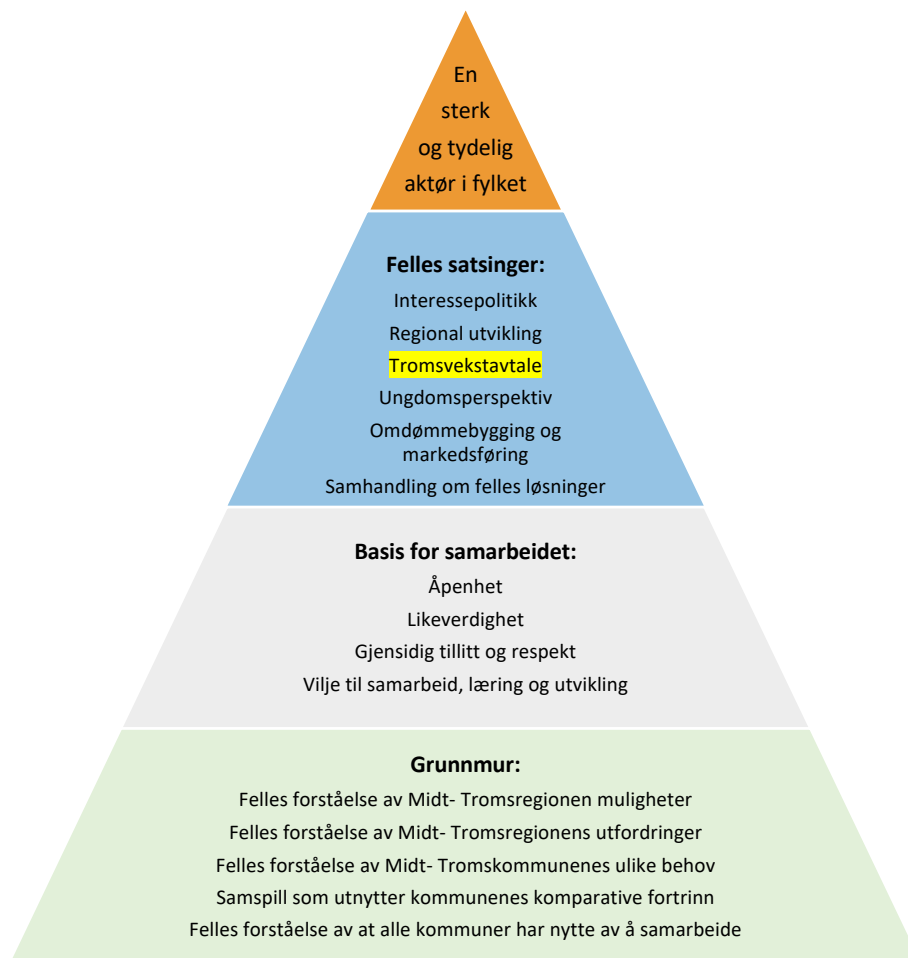 En
sterk
og tydelig
aktør i fylket
Felles satsinger:
Interessepolitikk
Regional utvikling
Tromsvekstavtale
Ungdomsperspektiv
Omdømmebygging og
markedsføring
Samhandling om felles løsninger
Basis for samarbeidet:
Åpenhet
Likeverdighet
Gjensidig tillitt og respekt
Vilje til samarbeid, læring og utvikling
Grunnmur:
Felles forståelse av Midt- Tromsregionen muligheter
Felles forståelse av Midt- Tromsregionens utfordringer
Felles forståelse av Midt- Tromskommunenes ulike behov
Samspill som utnytter kommunenes komparative fortrinn
Felles forståelse av at alle kommuner har nytte av å samarbeide